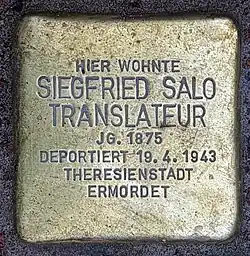 HIER WOHNTE
SIEGFRIED SALO
TRANSLATEUR
JG. 1875
DEPORTIERT 19. 4. 1943
THERESIENSTADT
ERMORDET